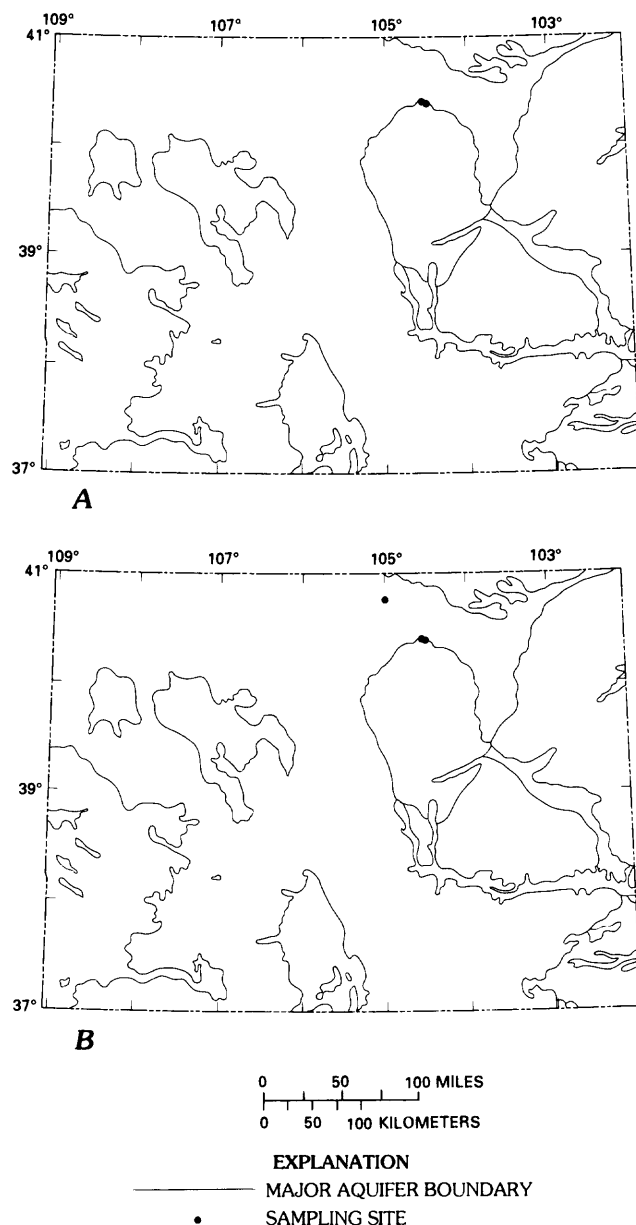 109° 107° 105° 103°
41°
39°
37°
A
109° 107° 105° 103°
41°
39°
37°
B
0 50 100 MILES
0 50 100 KILOMETERS
EXPLANATION
MAJOR AQUIFER BOUNDARY
SAMPLING SITE